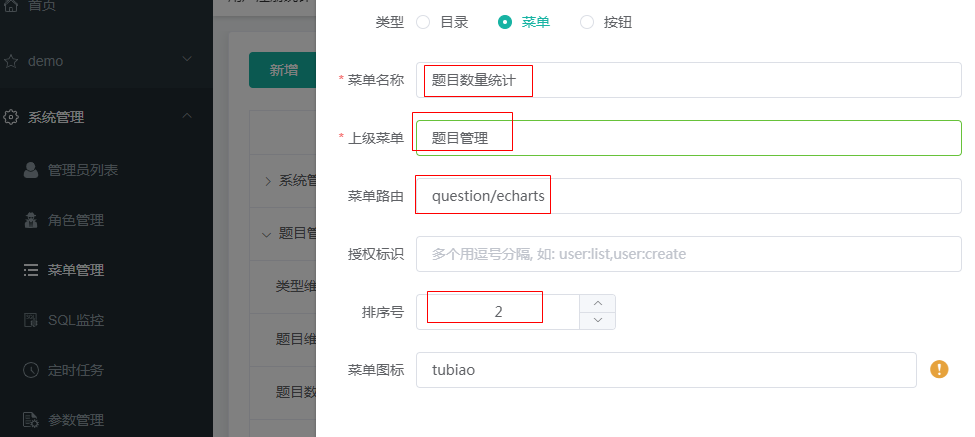 首页
类型 目录 菜单 按钮
demo
新增
* 菜单名称 题目数量统计
系统管理
* 上级菜单 题目管理
管理员列表
系统管
菜单路由 question/echarts
角色管理
题目管
授权标识 多个用逗号分隔, 如: user:list,user:create
菜单管理
类型维
排序号 2
SQL监控
题目维
定时任务
菜单图标 tubiao
题目数
参数管理